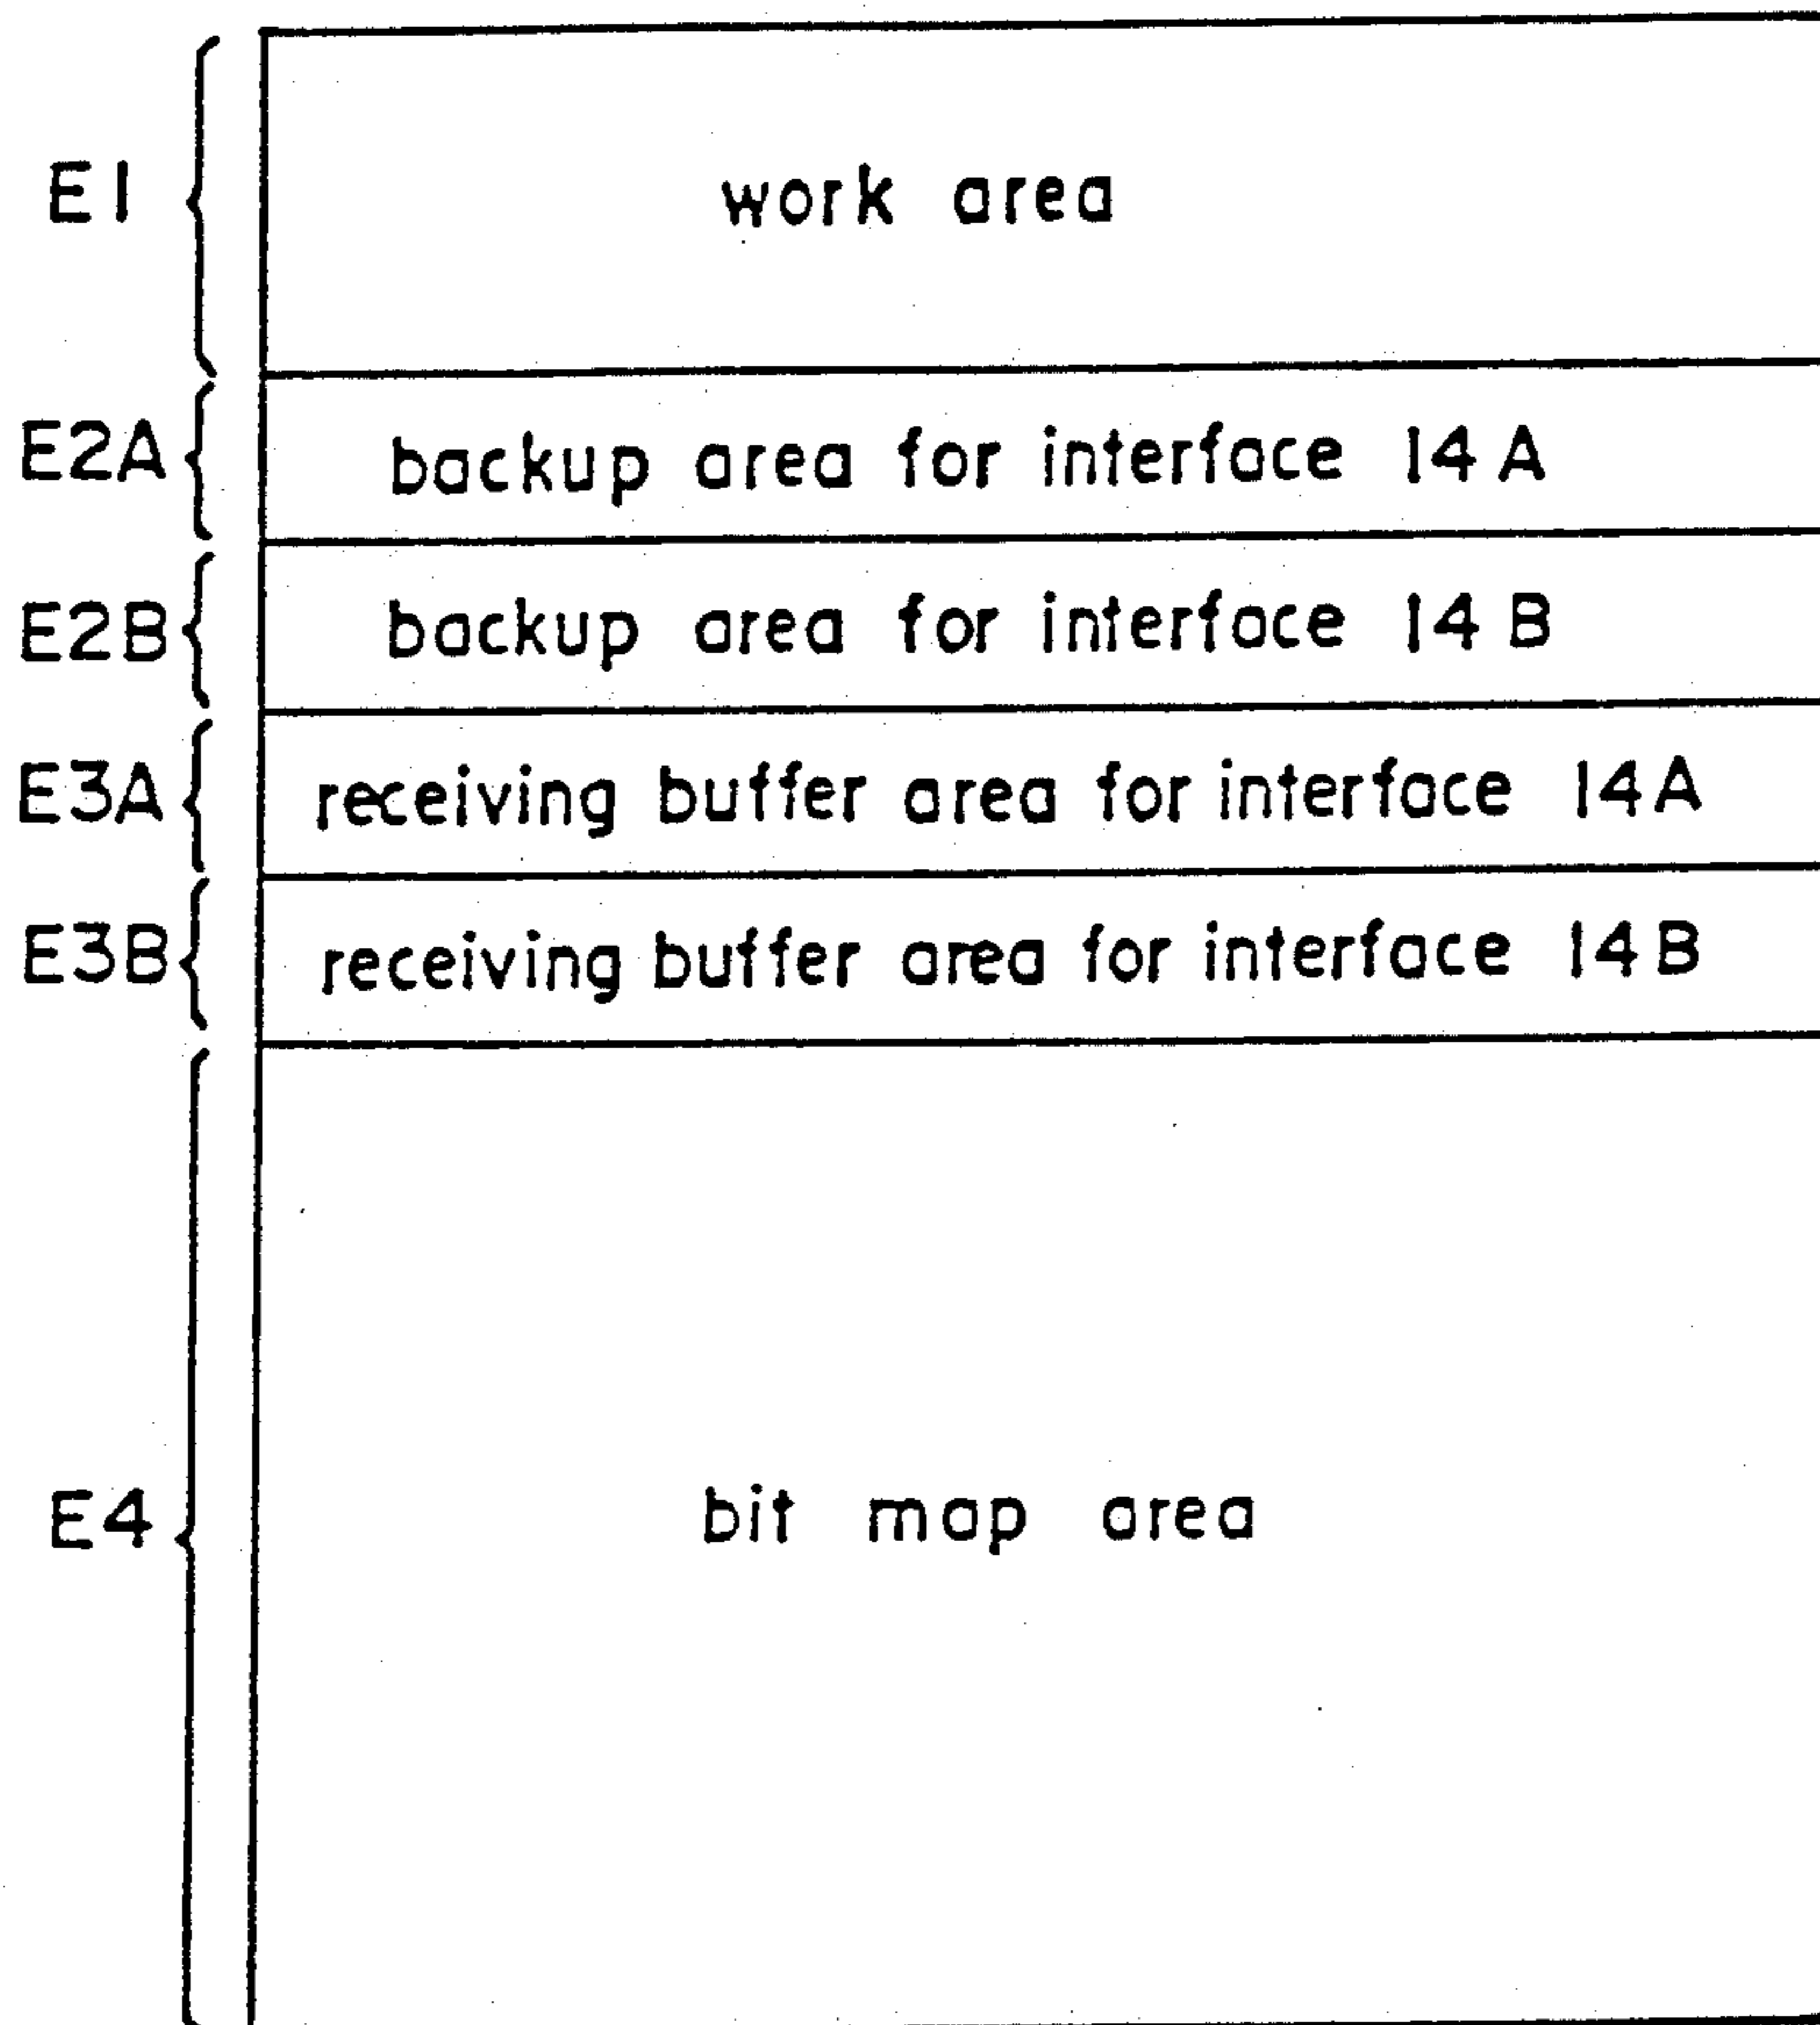 E1 work area
E2A backup area for interface 14A
E2B backup area for interface 14B
E3A receiving buffer area for interface 14A
E3B receiving buffer area for interface 14B
E4 bit map area